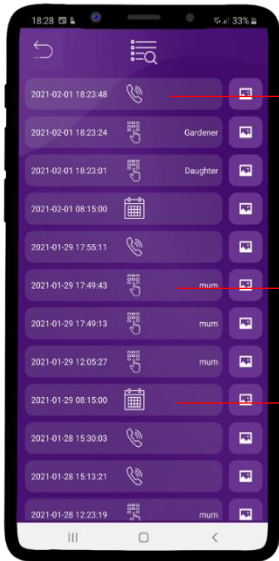 18:28 33%
2021-02-01 18:23:48
2021-02-01 18:23:24 Gardener
2021-02-01 18:23:01 Daughter
2021-02-01 08:15:00
2021-01-29 17:55:11
2021-01-29 17:49:43 mum
2021-01-29 17:49:13 mum
2021-01-29 12:05:27 mum
2021-01-29 08:15:00
2021-01-28 15:30:03
2021-01-28 15:13:21
2021-01-28 12:23:19 mum